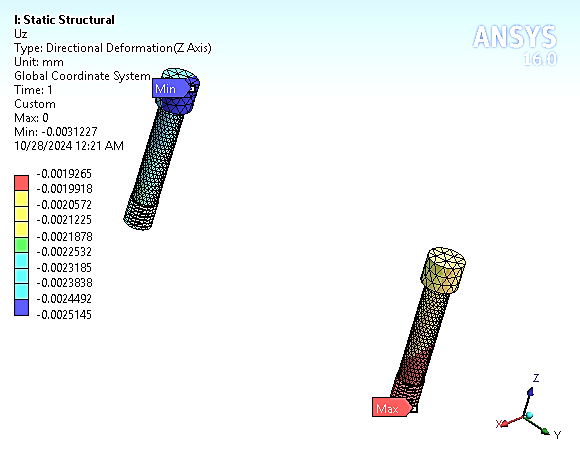 I: Static Structural
Uz
Type: Directional Deformation(Z Axis)
Unit: mm
Global Coordinate System
Time: 1
Custom
Max: 0
Min: -0.0031227
10/28/2024 12:21 AM
ANSYS
16.0
Min
-0.0019265
-0.0019918
-0.0020572
-0.0021225
-0.0021878
-0.0022532
-0.0023185
-0.0023838
-0.0024492
-0.0025145
Max
Z
X
Y